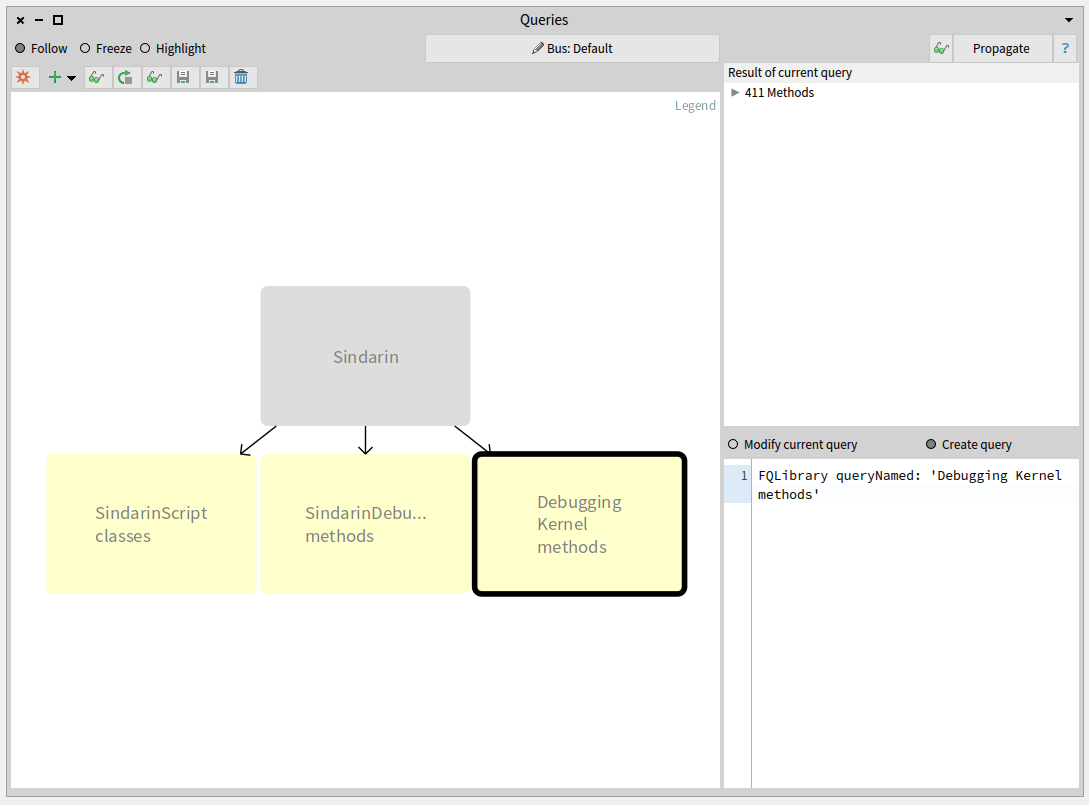 Queries
Follow Freeze Highlight
Bus: Default
Propagate ?
Legend
Result of current query
411 Methods
Sindarin
SindarinScript
classes
SindarinDebu...
methods
Debugging
Kernel
methods
Modify current query Create query
1 FQLibrary queryNamed: 'Debugging Kernel
methods'